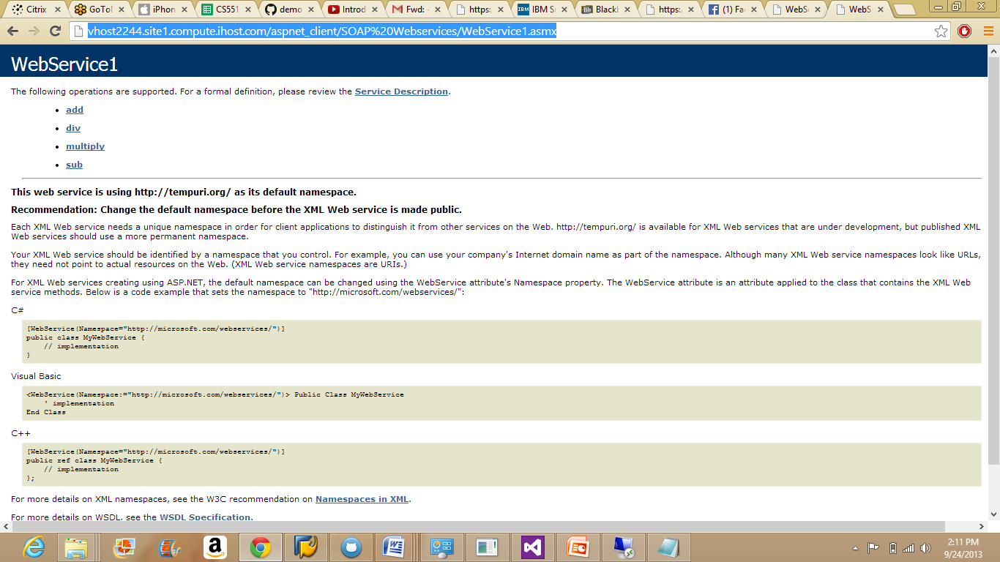 Citrix
GoTol
iPhon
CS551
demo
Introd
Fwd: -
https:
IBM Si
Blackl
https:
(1) Fa
WebS
WebS
vhost2244.site1.compute.ihost.com/aspnet_client/SOAP%20Webservices/WebService1.asmx
WebService1
The following operations are supported. For a formal definition, please review the Service Description.
add
div
multiply
sub
This web service is using http://tempuri.org/ as its default namespace.
Recommendation: Change the default namespace before the XML Web service is made public.
Each XML Web service needs a unique namespace in order for client applications to distinguish it from other services on the Web. http://tempuri.org/ is available for XML Web services that are under development, but published XML
Web services should use a more permanent namespace.
Your XML Web service should be identified by a namespace that you control. For example, you can use your company's Internet domain name as part of the namespace. Although many XML Web service namespaces look like URLs,
they need not point to actual resources on the Web. (XML Web service namespaces are URIs.)
For XML Web services creating using ASP.NET, the default namespace can be changed using the WebService attribute's Namespace property. The WebService attribute is an attribute applied to the class that contains the XML Web
service methods. Below is a code example that sets the namespace to "http://microsoft.com/webservices/":
C#
[WebService(Namespace="http://microsoft.com/webservices/")]
public class MyWebService {
// implementation
}
Visual Basic
<WebService(Namespace:="http://microsoft.com/webservices/")> Public Class MyWebService
' implementation
End Class
C++
[WebService(Namespace="http://microsoft.com/webservices/")]
public ref class MyWebService {
// implementation
};
For more details on XML namespaces, see the W3C recommendation on Namespaces in XML.
For more details on WSDL, see the WSDL Specification.
2:11 PM
9/24/2013